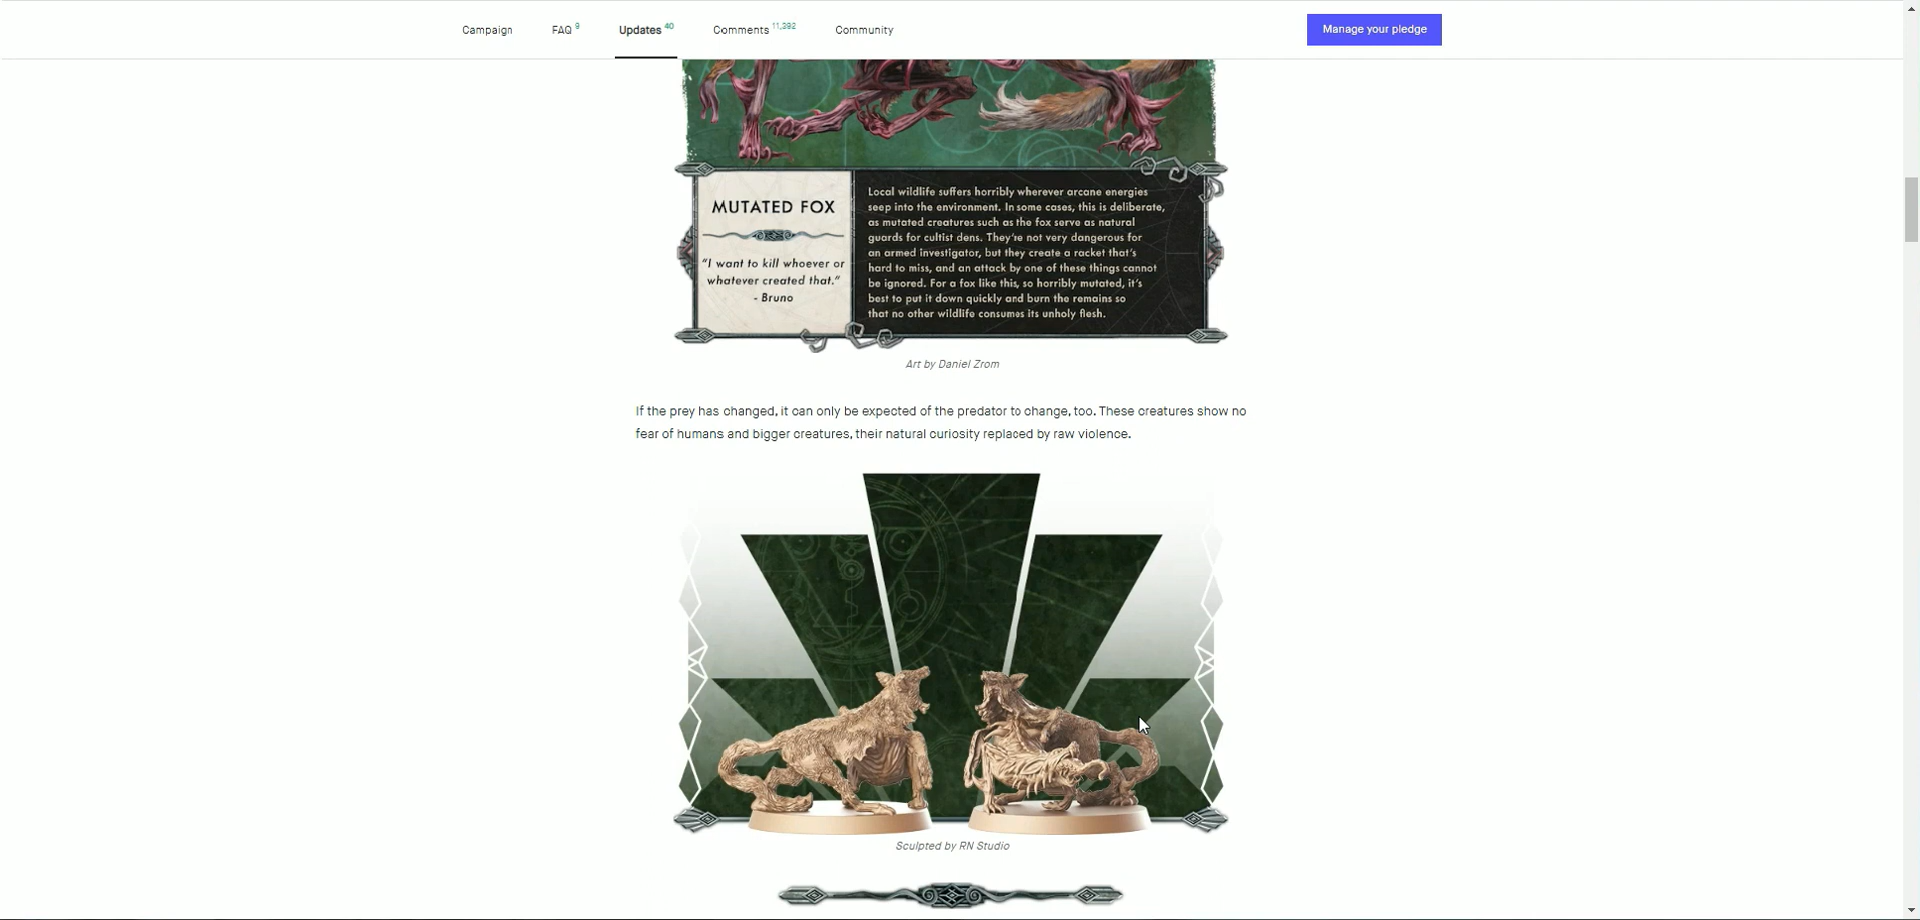 Campaign FAQ 9 Updates 40 Comments 11,392 Community Manage your pledge
MUTATED FOX
"I want to kill whoever or
whatever created that."
- Bruno
Local wildlife suffers horribly wherever arcane energies
seep into the environment. In some cases, this is deliberate,
as mutated creatures such as the fox serve as natural
guards for cultist dens. They're not very dangerous for
an armed investigator, but they create a racket that's
hard to miss, and an attack by one of these things cannot
be ignored. For a fox like this, so horribly mutated, it's
best to put it down quickly and burn the remains so
that no other wildlife consumes its unholy flesh.
Art by Daniel Zrom
If the prey has changed, it can only be expected of the predator to change, too. These creatures show no
fear of humans and bigger creatures, their natural curiosity replaced by raw violence.
Sculpted by RN Studio